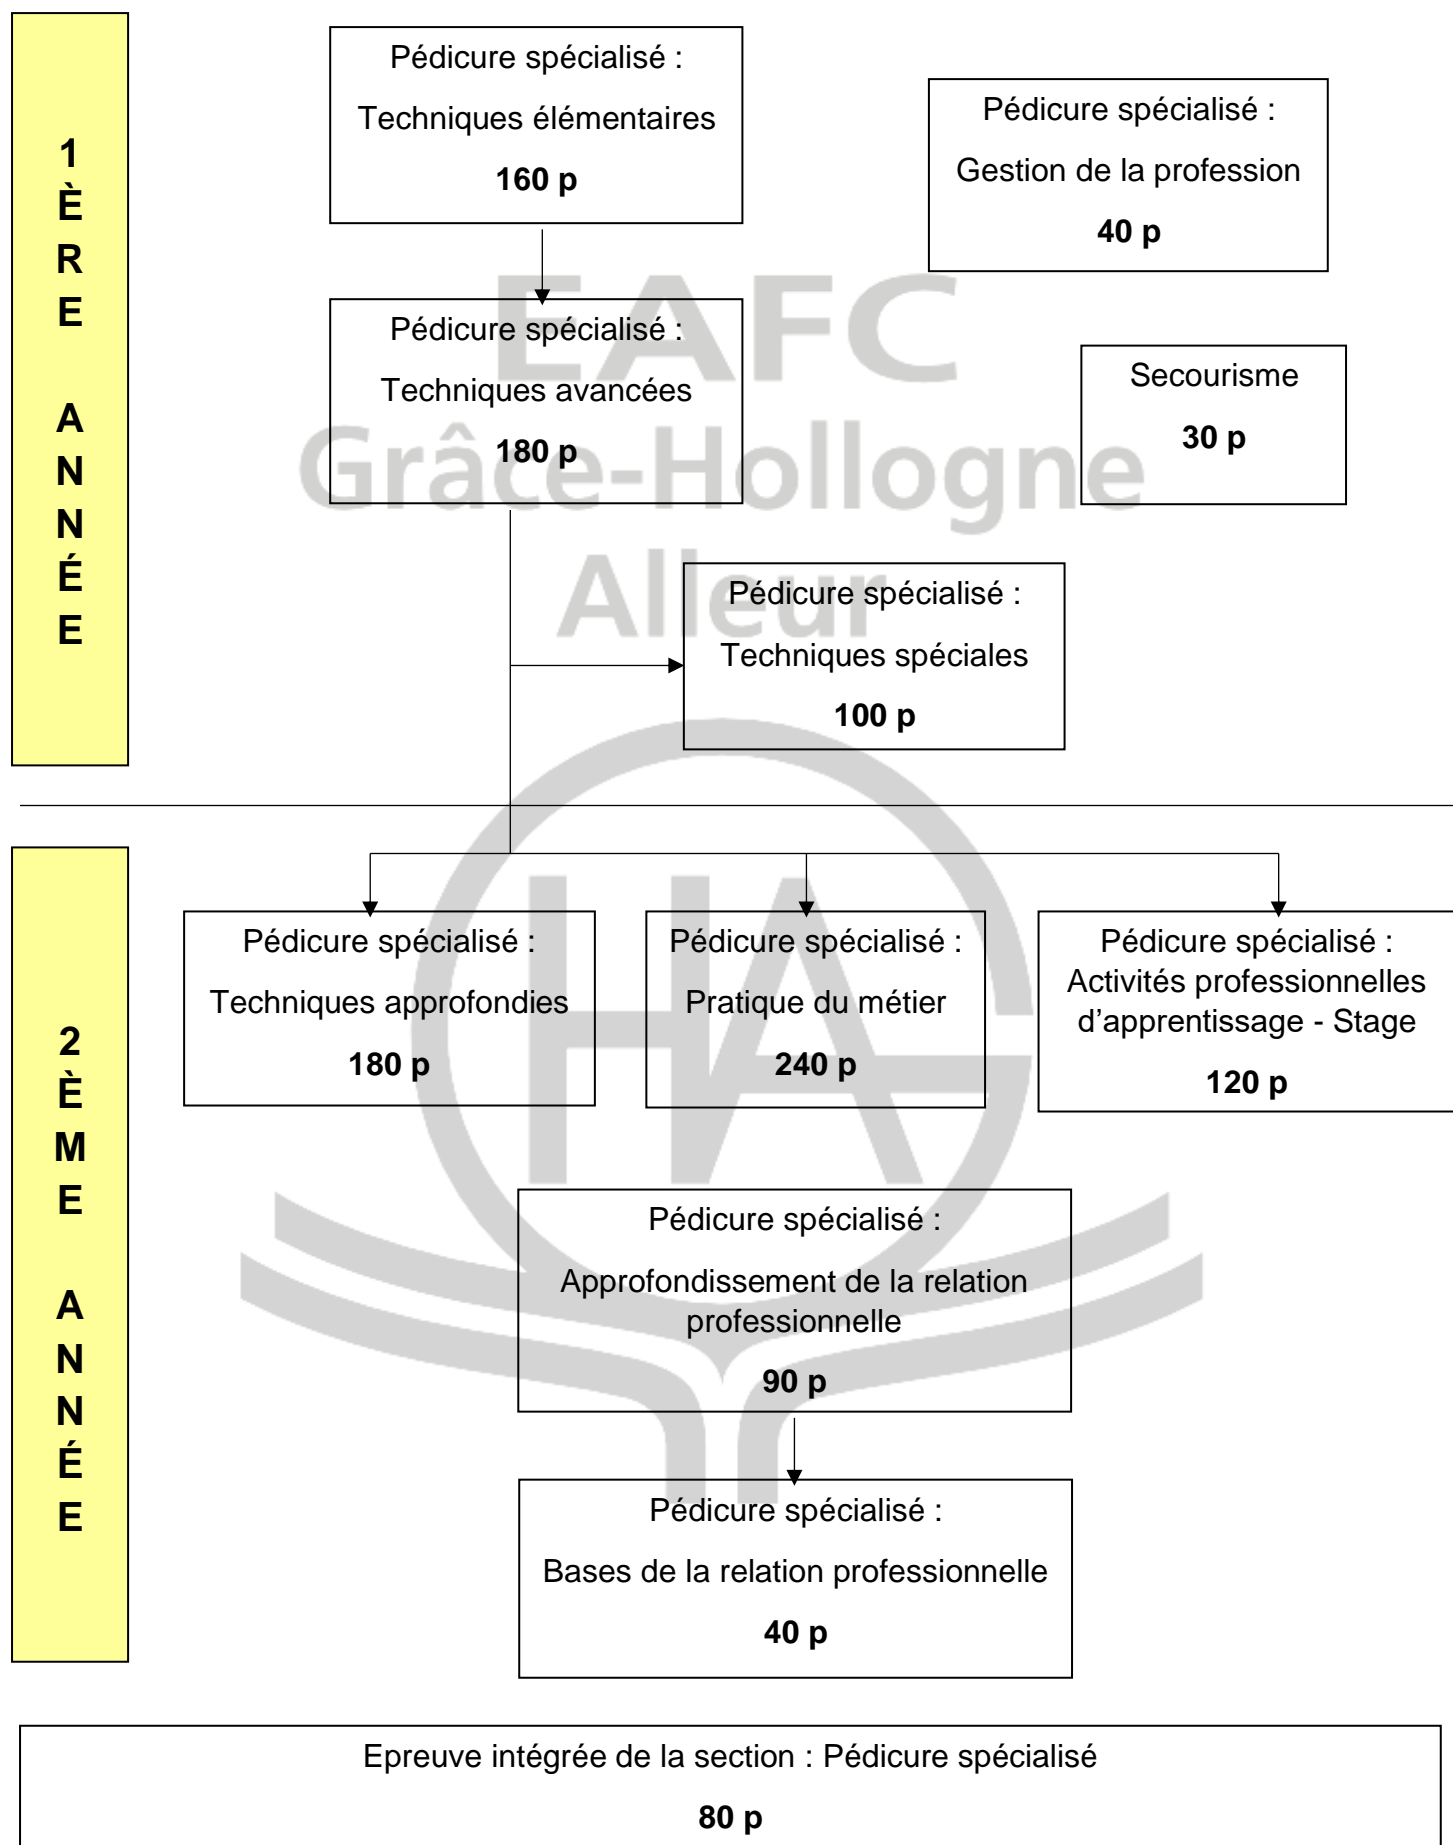 1
È
R
E
A
N
N
É
E
Pédicure spécialisé :
Techniques élémentaires
160 p
Pédicure spécialisé :
Gestion de la profession
40 p
Pédicure spécialisé :
Techniques avancées
180 p
Secourisme
30 p
Pédicure spécialisé :
Techniques spéciales
100 p
EAFC
Grâce-Hollogne
Alleur
2
È
M
E
A
N
N
É
E
Pédicure spécialisé :
Techniques approfondies
180 p
Pédicure spécialisé :
Pratique du métier
240 p
Pédicure spécialisé :
Activités professionnelles
d’apprentissage - Stage
120 p
Pédicure spécialisé :
Approfondissement de la relation
professionnelle
90 p
Pédicure spécialisé :
Bases de la relation professionnelle
40 p
Epreuve intégrée de la section : Pédicure spécialisé
80 p